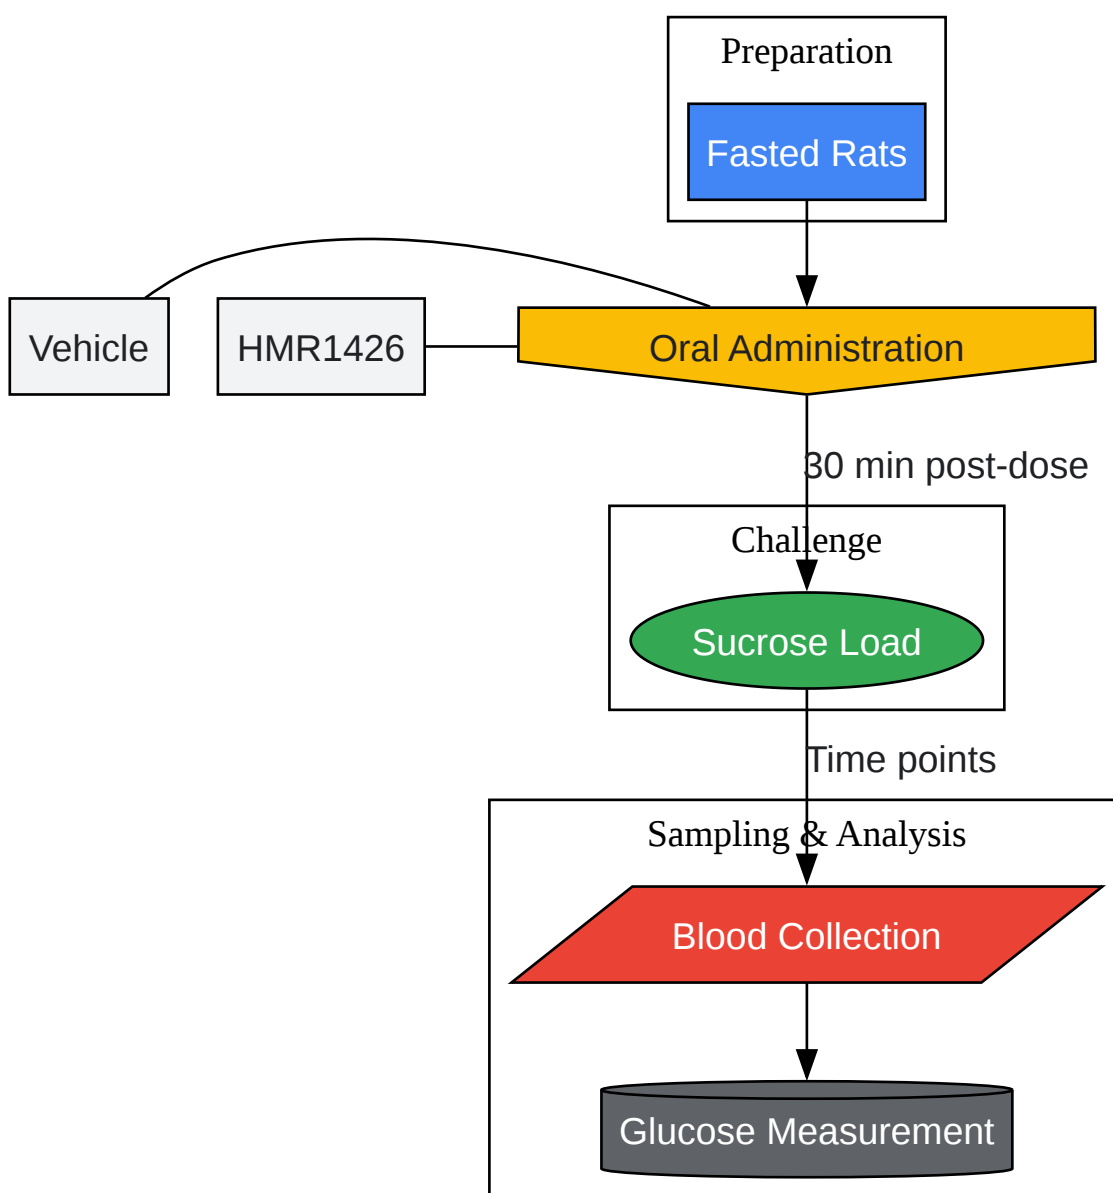 Preparation
Fasted Rats
Vehicle
HMR1426
Oral Administration
30 min post-dose
Challenge
Sucrose Load
Time points
Sampling & Analysis
Blood Collection
Glucose Measurement